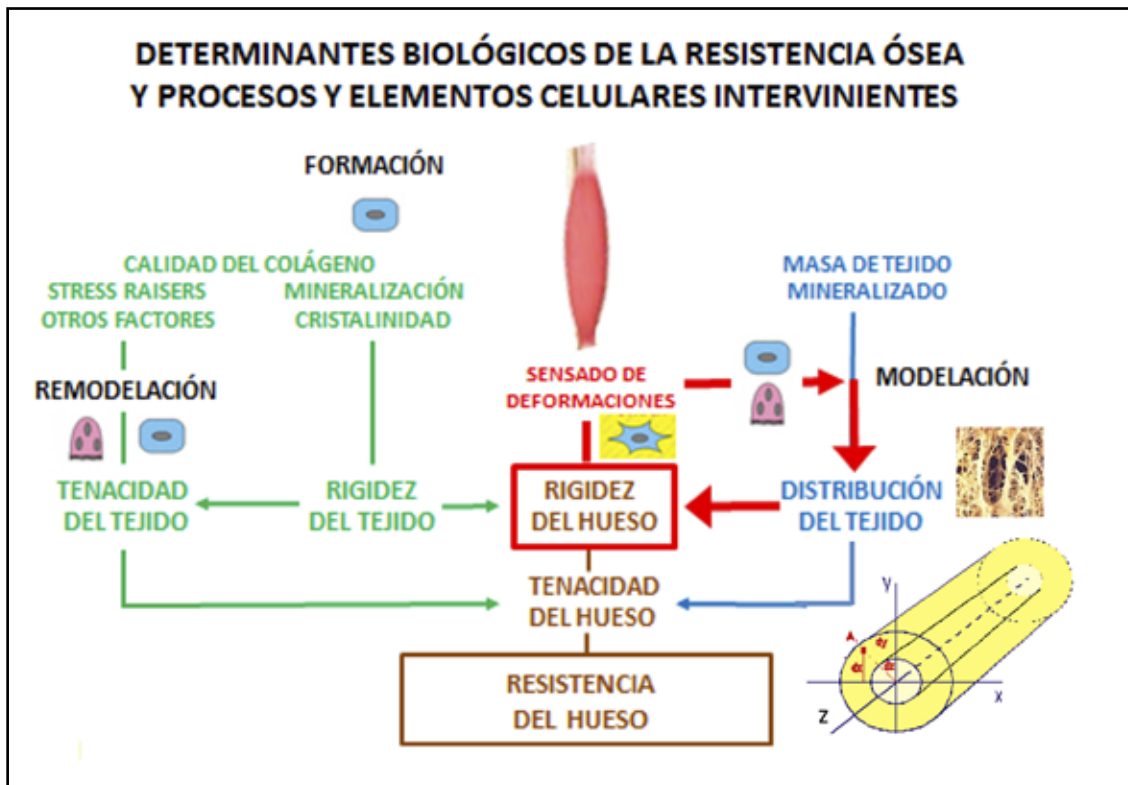 DETERMINANTES BIOLÓGICOS DE LA RESISTENCIA ÓSEA
Y PROCESOS Y ELEMENTOS CELULARES INTERVINIENTES
FORMACIÓN
CALIDAD DEL COLÁGENO
STRESS RAISERS
OTROS FACTORES
MINERALIZACIÓN
CRISTALINIDAD
MASA DE TEJIDO
MINERALIZADO
REMODELACIÓN
SENSADO DE
DEFORMACIONES
MODELACIÓN
TENACIDAD
DEL TEJIDO
RIGIDEZ
DEL TEJIDO
RIGIDEZ
DEL HUESO
DISTRIBUCIÓN
DEL TEJIDO
TENACIDAD
DEL HUESO
RESISTENCIA
DEL HUESO
y
A
x
Z